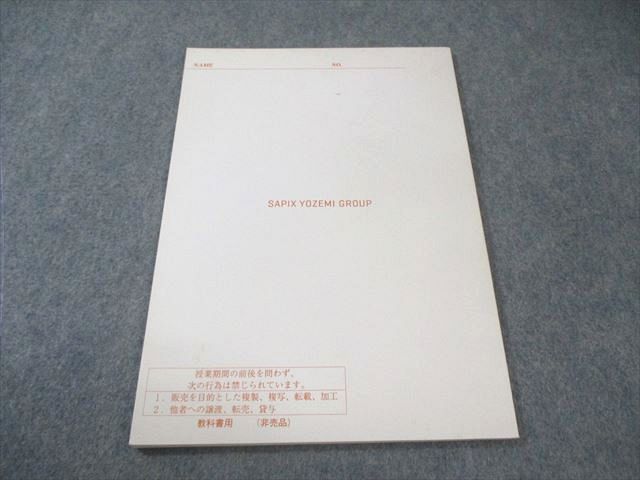 NAME NO.
SAPIX YOZEMI GROUP
授業期間の前後を問わず、
次の行為は禁じられています。
1. 販売を目的とした複製、複写、転載、加工
2. 他者への譲渡、転売、貸与
教科書用 (非売品)